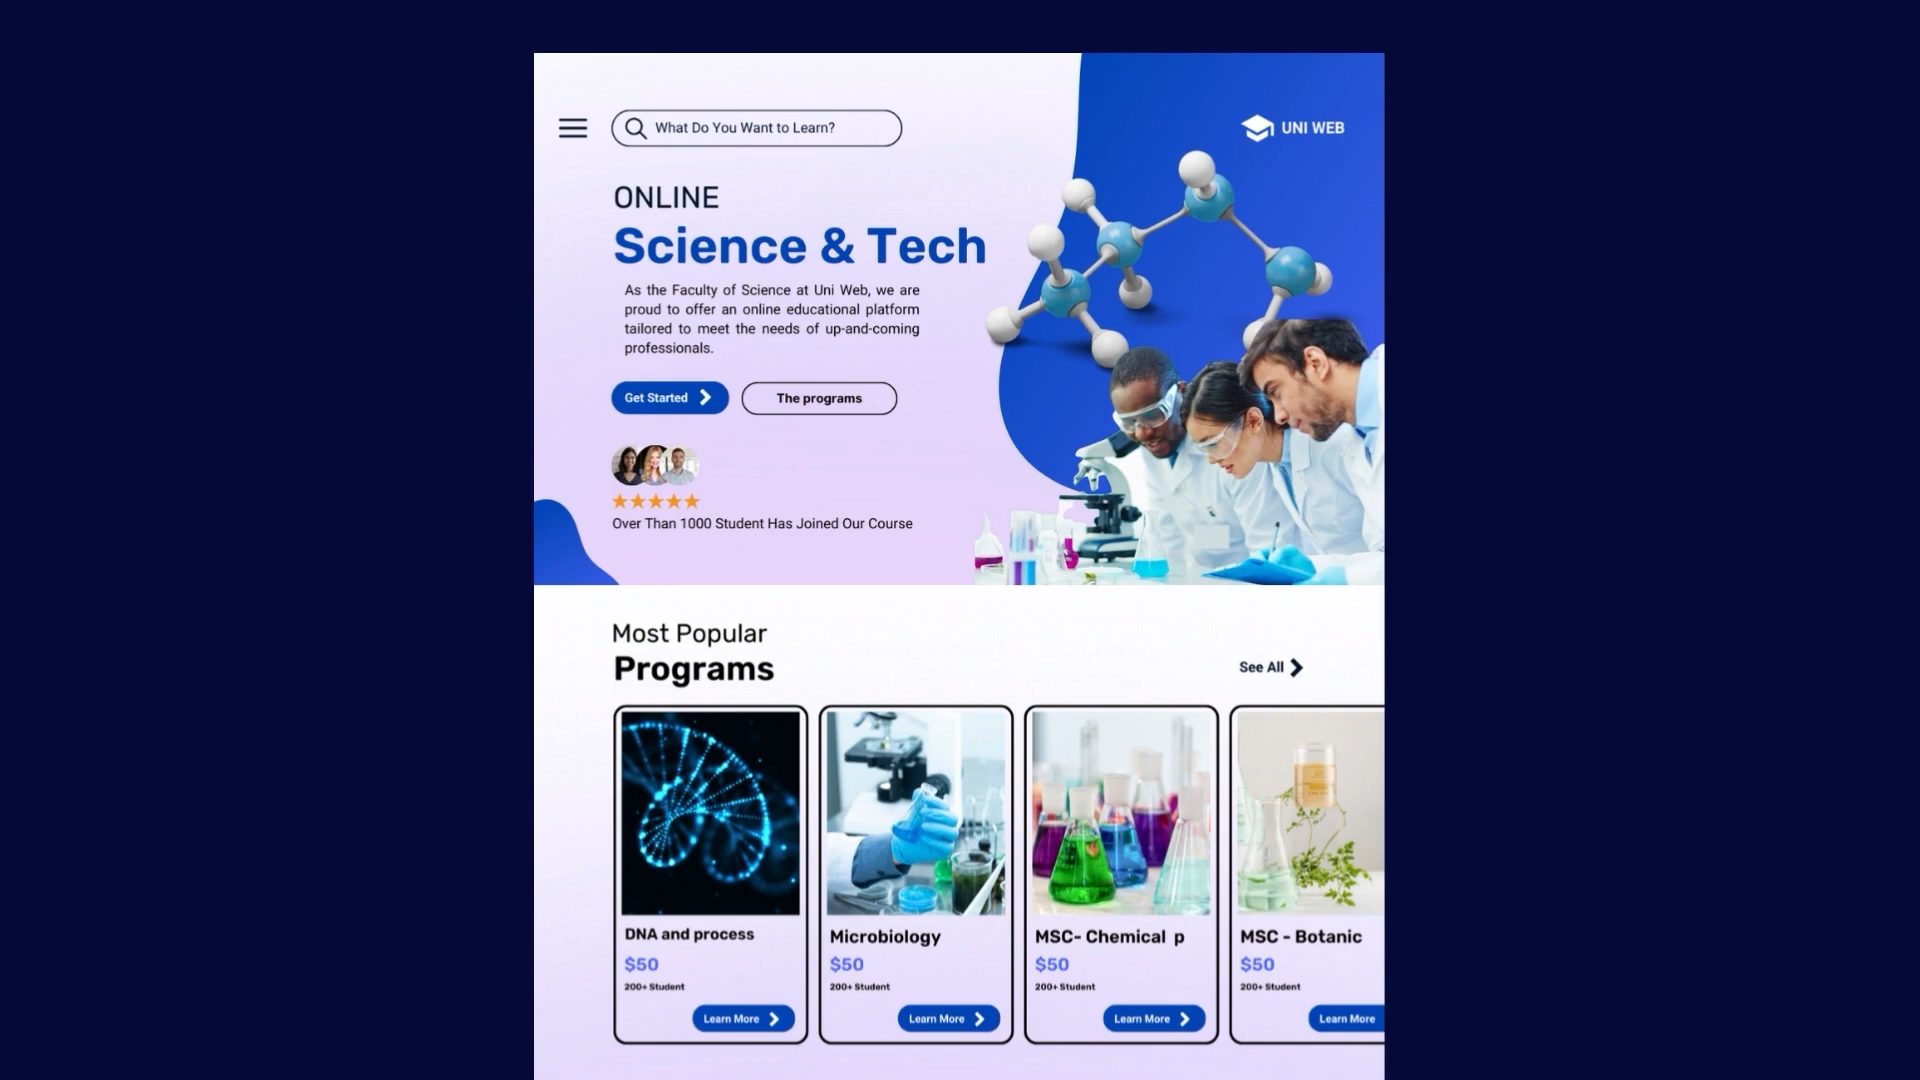 What Do You Want to Learn?
UNI WEB
ONLINE
Science & Tech
As the Faculty of Science at Uni Web, we are
proud to offer an online educational platform
tailored to meet the needs of up-and-coming
professionals.
Get Started
The programs
Over Than 1000 Student Has Joined Our Course
Most Popular
Programs
See All
DNA and process
$50
200+ Student
Learn More
Microbiology
$50
200+ Student
Learn More
MSC- Chemical p
$50
200+ Student
Learn More
MSC - Botanic
$50
200+ Student
Learn More